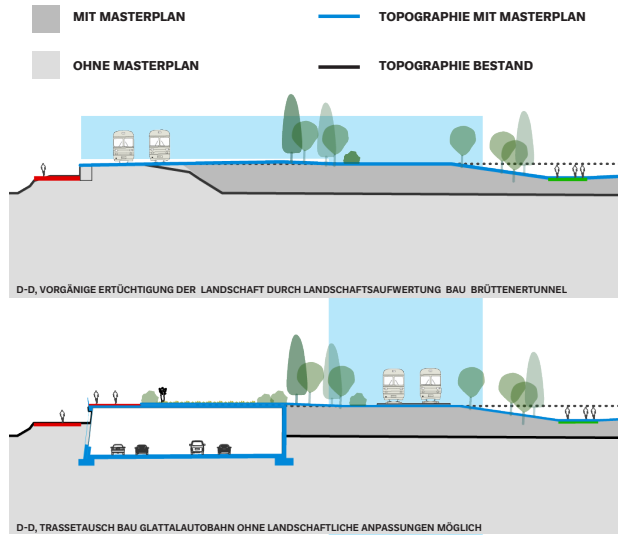 MIT MASTERPLAN
TOPOGRAPHIE MIT MASTERPLAN
OHNE MASTERPLAN
TOPOGRAPHIE BESTAND
D-D, VORGÄNIGE ERTÜCHTIGUNG DER LANDSCHAFT DURCH LANDSCHAFTSAUFWERTUNG BAU BRÜTTENERTUNNEL
D-D, TRASSETAUSCH BAU GLATTALAUTOBAHN OHNE LANDSCHAFTLICHE ANPASSUNGEN MÖGLICH